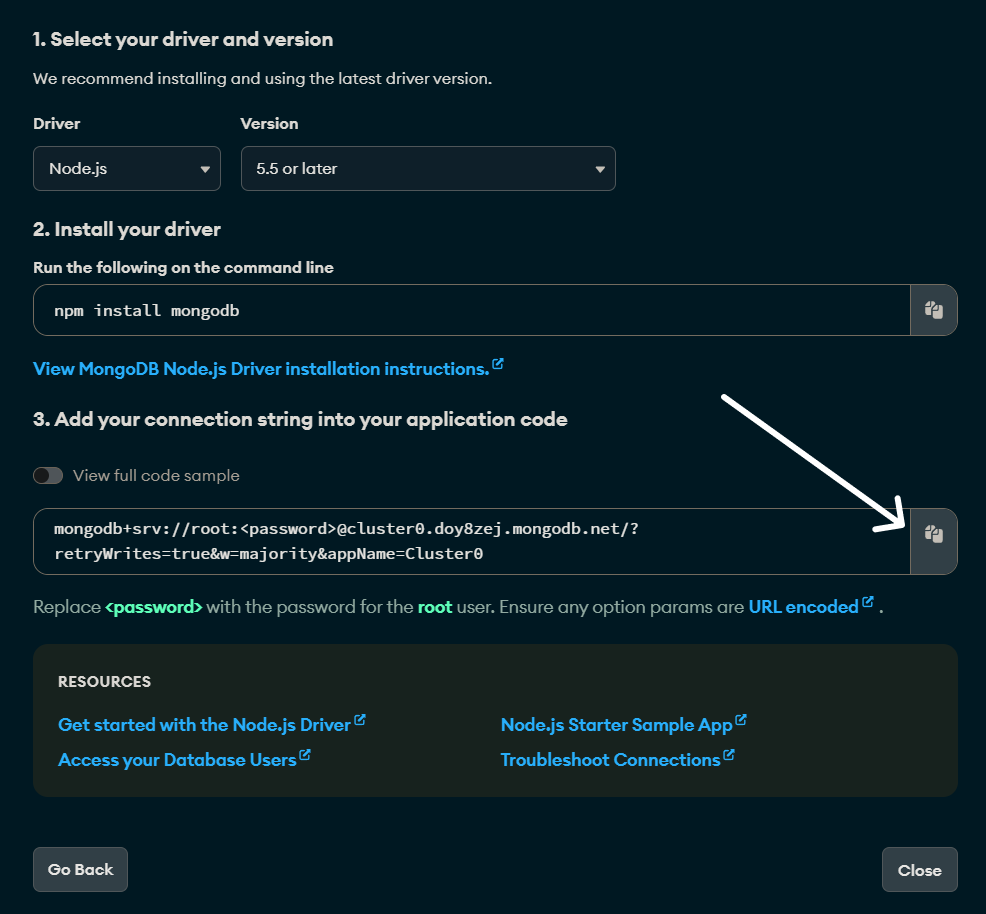 1. Select your driver and version
We recommend installing and using the latest driver version.
Driver Version
Node.js 5.5 or later
2. Install your driver
Run the following on the command line
npm install mongodb
View MongoDB Node.js Driver installation instructions.
3. Add your connection string into your application code
View full code sample
mongodb+srv://root:<password>@cluster0.doy8zej.mongodb.net/?
retryWrites=true&w=majority&appName=Cluster0
Replace <password> with the password for the root user. Ensure any option params are URL encoded .
RESOURCES
Get started with the Node.js Driver Node.js Starter Sample App
Access your Database Users Troubleshoot Connections
Go Back Close